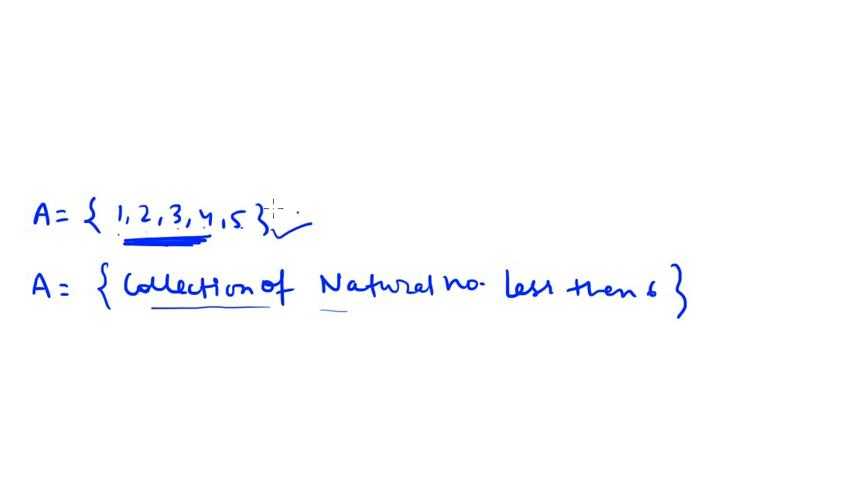 A = { 1, 2, 3, 4, 5 }
A = { Collection of Natural no. Less then 6 }